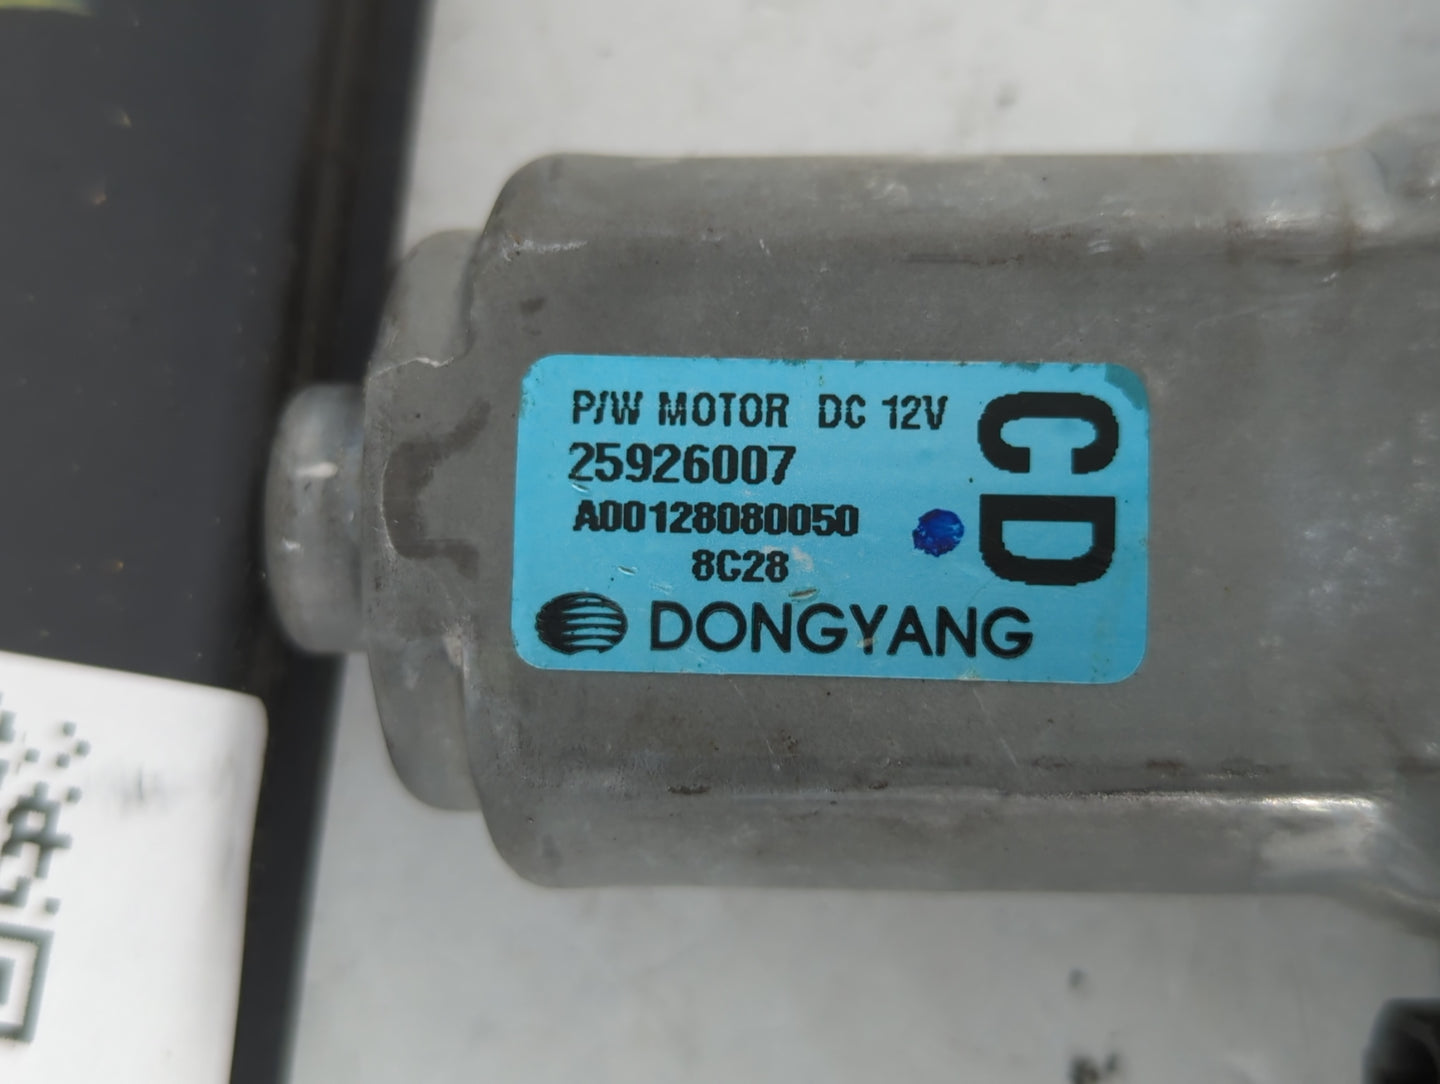 P/W MOTOR DC 12V
25926007
A00128080050
8C28
DONGYANG
CD